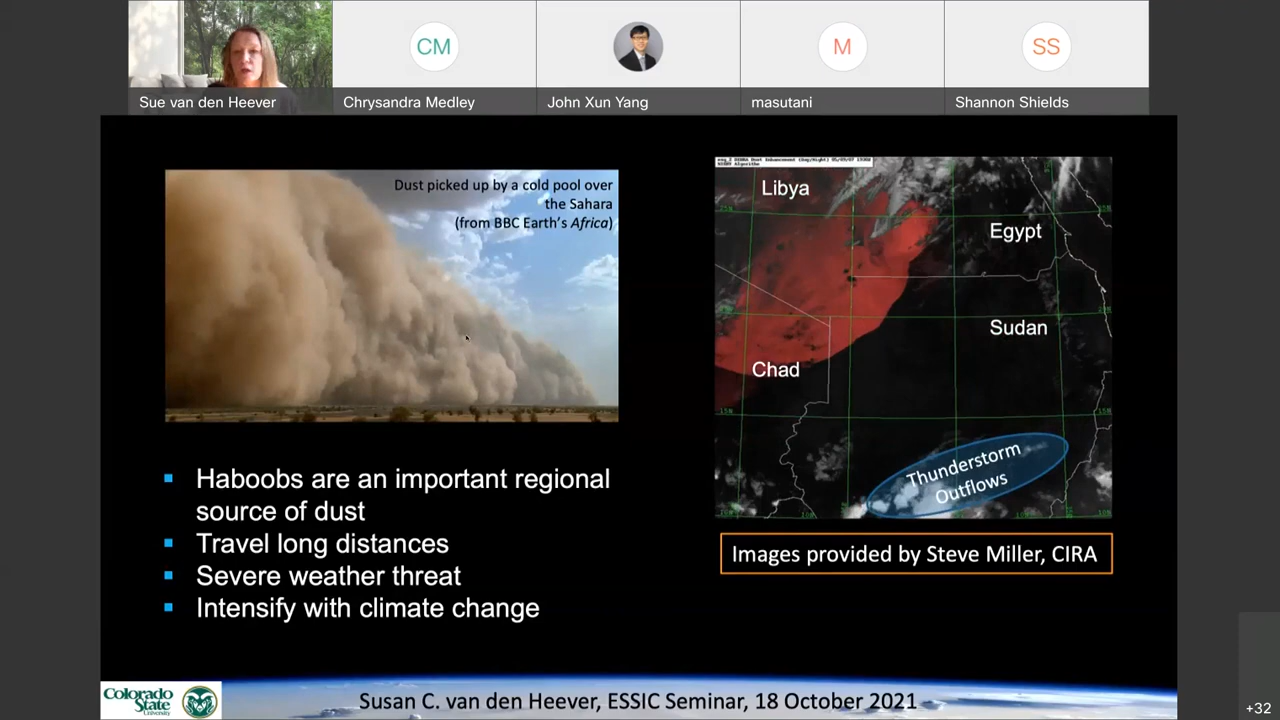 Sue van den Heever
CM
Chrysandra Medley
John Xun Yang
M
masutani
SS
Shannon Shields
Dust picked up by a cold pool over
the Sahara
(from BBC Earth's Africa)
Libya
Egypt
Sudan
Chad
Thunderstorm
Outflows
Images provided by Steve Miller, CIRA
Haboobs are an important regional
source of dust
Travel long distances
Severe weather threat
Intensify with climate change
Colorado
State
University
Susan C. van den Heever, ESSIC Seminar, 18 October 2021
+32